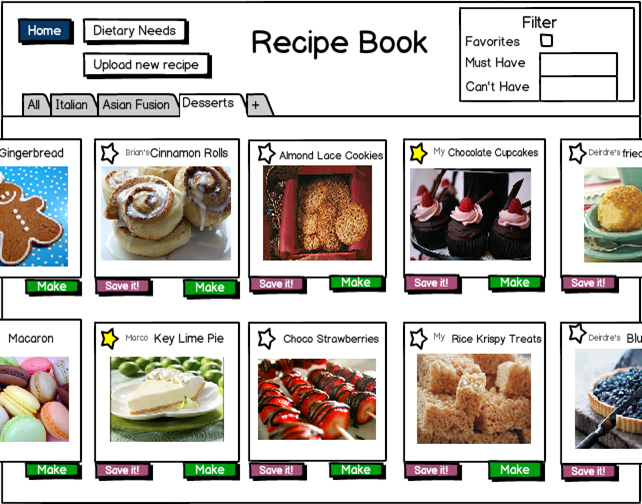 Home
Dietary Needs
Upload new recipe
Recipe Book
Filter
Favorites
Must Have
Can't Have
All
Italian
Asian Fusion
Desserts
+
Gingerbread
Brian's Cinnamon Rolls
Almond Lace Cookies
My Chocolate Cupcakes
Deirdre's fried
Make
Save it!
Make
Save it!
Make
Save it!
Make
Save it!
Macaron
Marco Key Lime Pie
Choco Strawberries
My Rice Krispy Treats
Deirdre's Blu
Make
Save it!
Make
Save it!
Make
Save it!
Make
Save it!